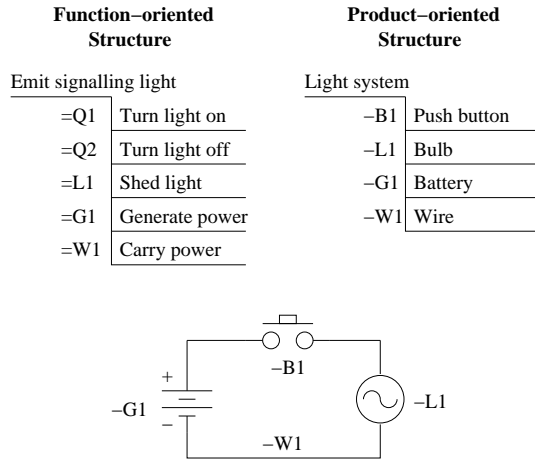 Function−oriented
Structure
Product−oriented
Structure
Emit signalling light
=Q1 Turn light on
=Q2 Turn light off
=L1 Shed light
=G1 Generate power
=W1 Carry power
Light system
−B1 Push button
−L1 Bulb
−G1 Battery
−W1 Wire
−B1
+
−G1
−
−L1
−W1